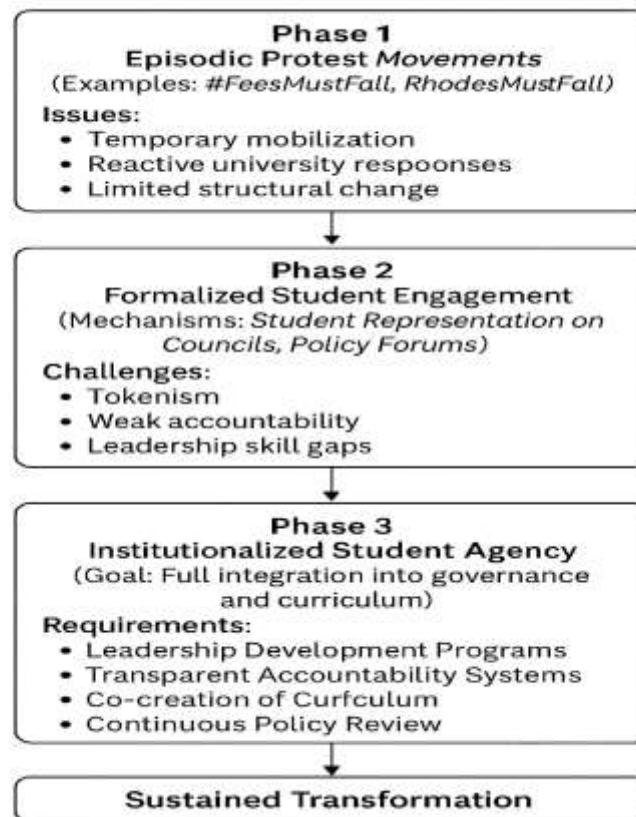 Phase 1
Episodic Protest Movements
(Examples: #FeesMustFall, RhodesMustFall)
Issues:
• Temporary mobilization
• Reactive university respoonses
• Limited structural change
Phase 2
Formalized Student Engagement
(Mechanisms: Student Representation on
Councils, Policy Forums)
Challenges:
• Tokenism
• Weak accountability
• Leadership skill gaps
Phase 3
Institutionalized Student Agency
(Goal: Full integration into governance
and curriculum)
Requirements:
• Leadership Development Programs
• Transparent Accountability Systems
• Co-creation of Curfculum
• Continuous Policy Review
Sustained Transformation